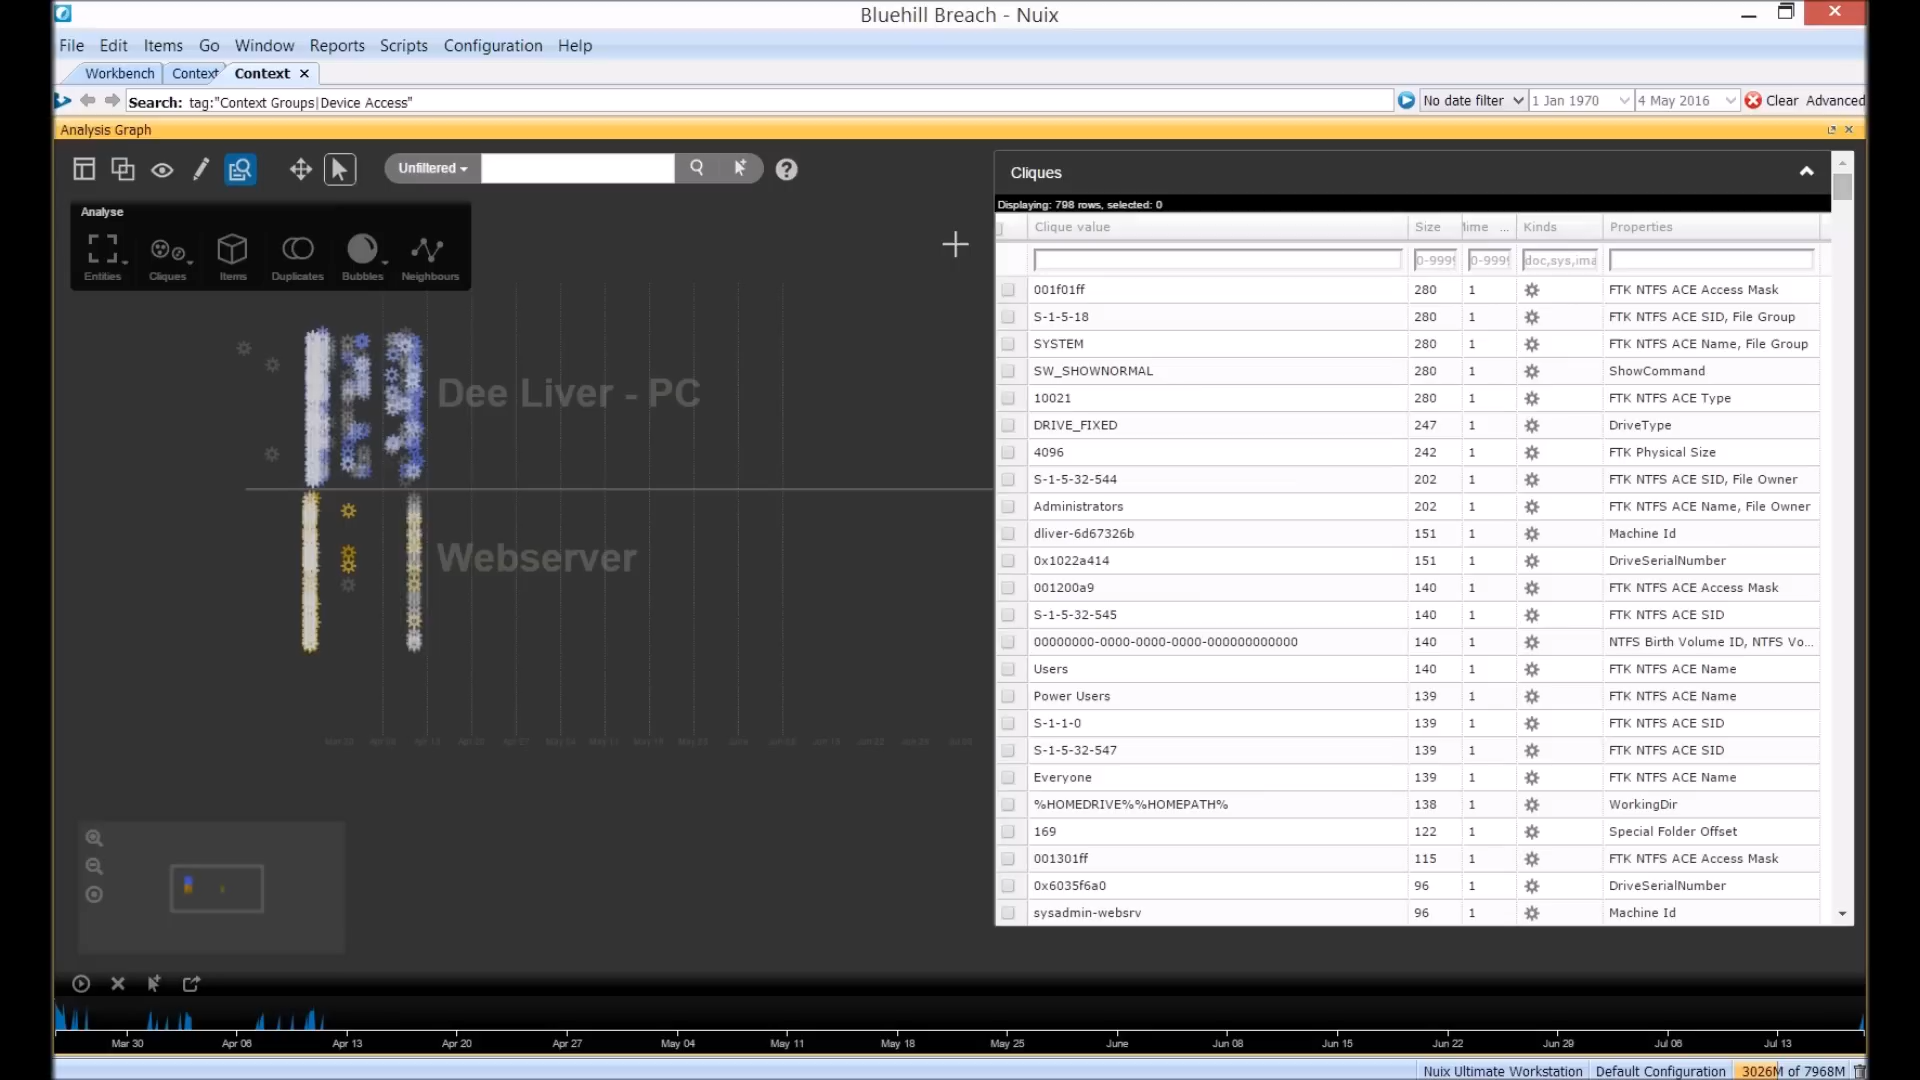 Bluehill Breach - Nuix
File Edit Items Go Window Reports Scripts Configuration Help
Workbench Context Context
Search: tag:"Context Groups|Device Access" No date filter 1 Jan 1970 4 May 2016 Clear Advanced
Analysis Graph
Unfiltered
Analyse
Entities Cliques Items Duplicates Bubbles Neighbours
Dee Liver - PC
Webserver
Cliques
Displaying: 798 rows, selected: 0
Clique value Size ... Kinds Properties
0-999 0-999 doc,sys,ima
001f01ff 280 1 FTK NTFS ACE Access Mask
S-1-5-18 280 1 FTK NTFS ACE SID, File Group
SYSTEM 280 1 FTK NTFS ACE Name, File Group
SW_SHOWNORMAL 280 1 ShowCommand
10021 280 1 FTK NTFS ACE Type
DRIVE_FIXED 247 1 DriveType
4096 242 1 FTK Physical Size
S-1-5-32-544 202 1 FTK NTFS ACE SID, File Owner
Administrators 202 1 FTK NTFS ACE Name, File Owner
dliver-6d67326b 151 1 Machine Id
0x1022a414 151 1 DriveSerialNumber
001200a9 140 1 FTK NTFS ACE Access Mask
S-1-5-32-545 140 1 FTK NTFS ACE SID
00000000-0000-0000-0000-000000000000 140 1 NTFS Birth Volume ID, NTFS Vo...
Users 140 1 FTK NTFS ACE Name
Power Users 139 1 FTK NTFS ACE Name
S-1-1-0 139 1 FTK NTFS ACE SID
S-1-5-32-547 139 1 FTK NTFS ACE SID
Everyone 139 1 FTK NTFS ACE Name
%HOMEDRIVE%%HOMEPATH% 138 1 WorkingDir
169 122 1 Special Folder Offset
001301ff 115 1 FTK NTFS ACE Access Mask
0x6035f6a0 96 1 DriveSerialNumber
sysadmin-websrv 96 1 Machine Id
Mar 30 Apr 06 Apr 13 Apr 20 Apr 27 May 04 May 11 May 18 May 25 June Jun 08 Jun 15 Jun 22 Jun 29 Jul 06 Jul 13
Nuix Ultimate Workstation Default Configuration 3026M of 7968M